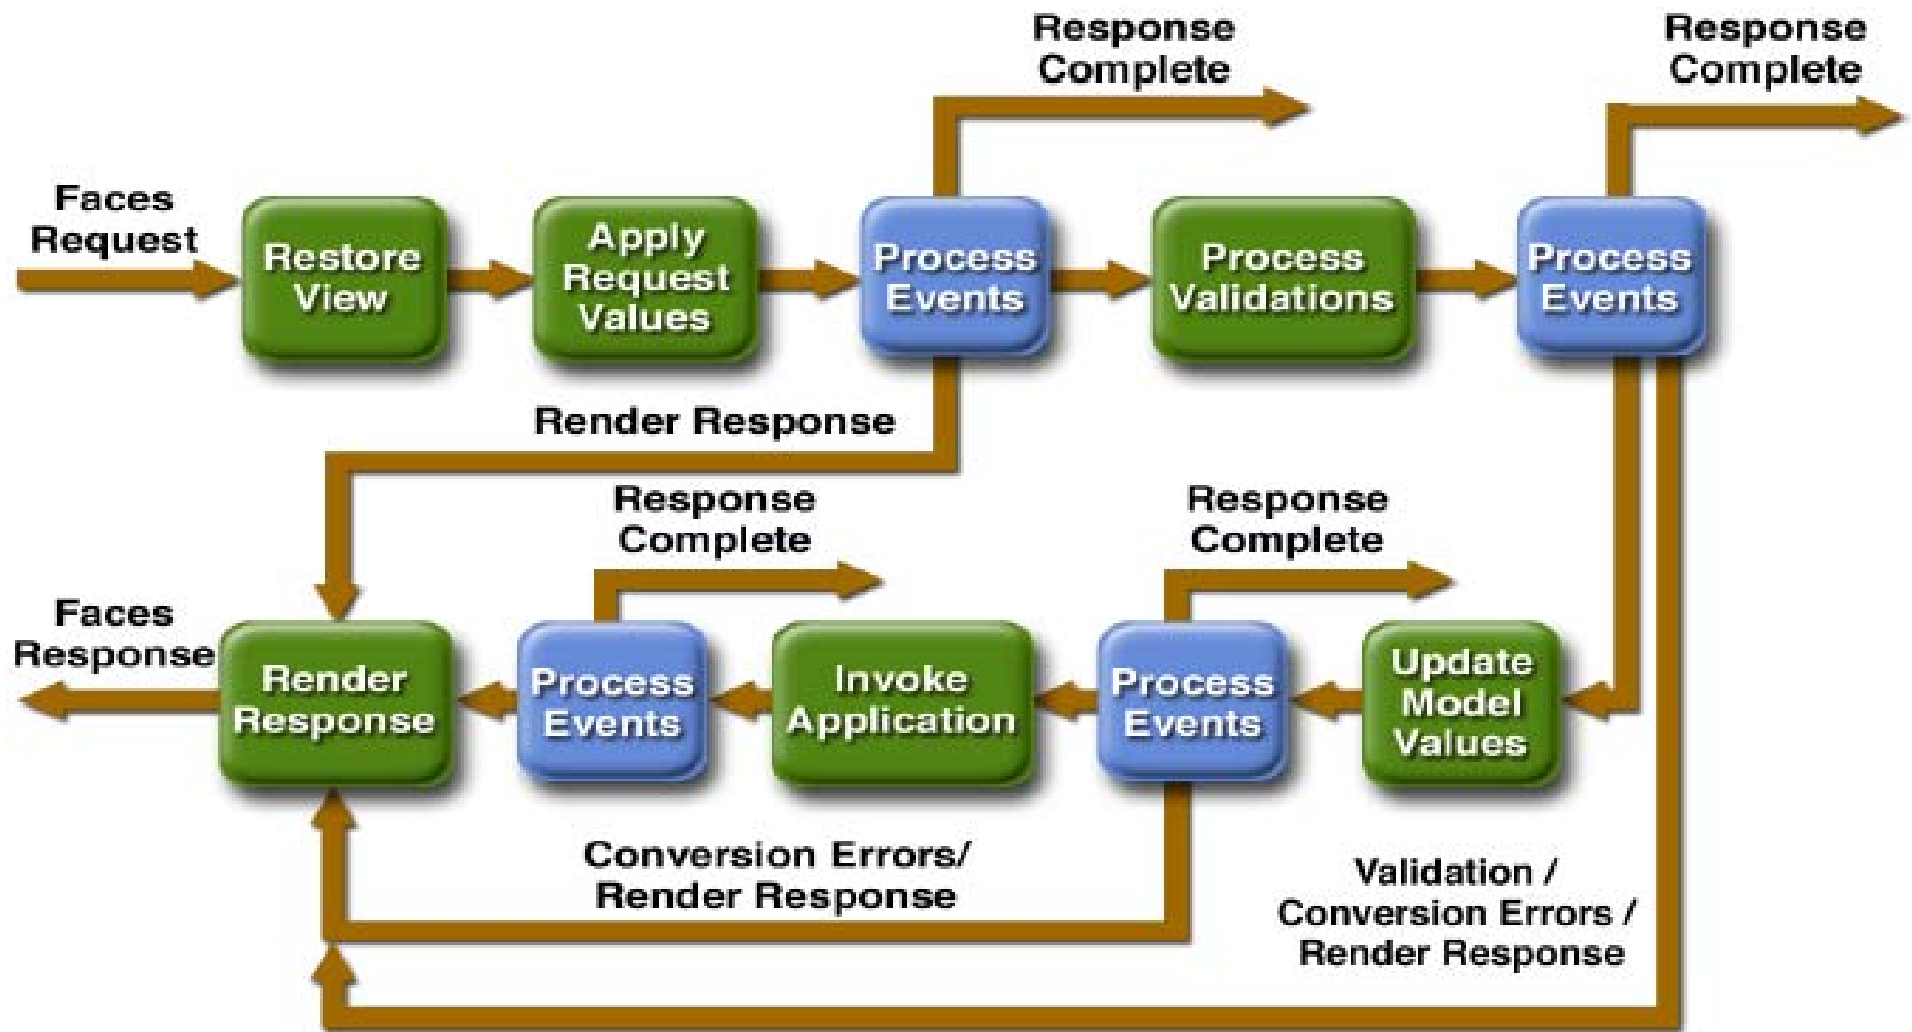 Response
Complete
Response
Complete
Faces
Request
Restore
View
Apply
Request
Values
Process
Events
Process
Validations
Process
Events
Render Response
Response
Complete
Response
Complete
Faces
Response
Render
Response
Process
Events
Invoke
Application
Process
Events
Update
Model
Values
Conversion Errors/
Render Response
Validation /
Conversion Errors /
Render Response